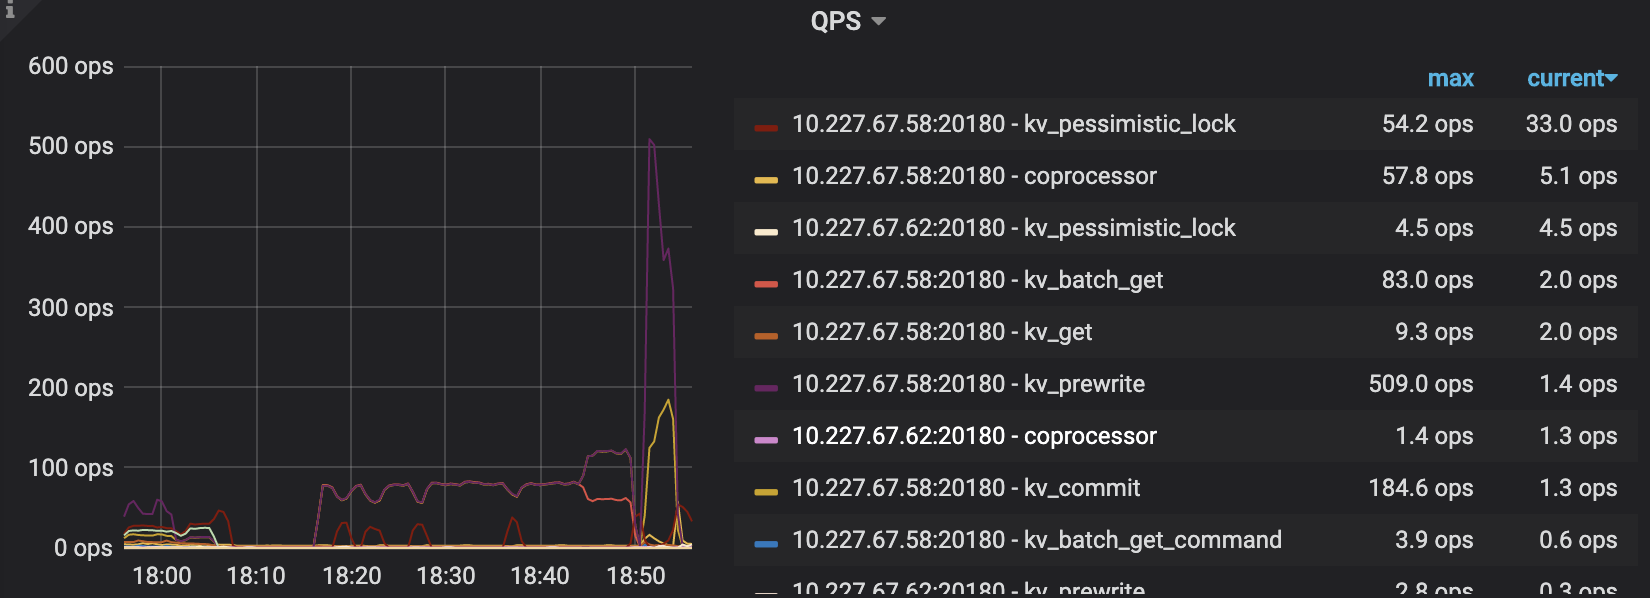 i
QPS
600 ops
500 ops
400 ops
300 ops
200 ops
100 ops
0 ops
18:00 18:10 18:20 18:30 18:40 18:50
max current
10.227.67.58:20180 - kv_pessimistic_lock 54.2 ops 33.0 ops
10.227.67.58:20180 - coprocessor 57.8 ops 5.1 ops
10.227.67.62:20180 - kv_pessimistic_lock 4.5 ops 4.5 ops
10.227.67.58:20180 - kv_batch_get 83.0 ops 2.0 ops
10.227.67.58:20180 - kv_get 9.3 ops 2.0 ops
10.227.67.58:20180 - kv_prewrite 509.0 ops 1.4 ops
10.227.67.62:20180 - coprocessor 1.4 ops 1.3 ops
10.227.67.58:20180 - kv_commit 184.6 ops 1.3 ops
10.227.67.58:20180 - kv_batch_get_command 3.9 ops 0.6 ops
10.227.67.62:20180 - kv_prewrite 2.8 ops 0.3 ops